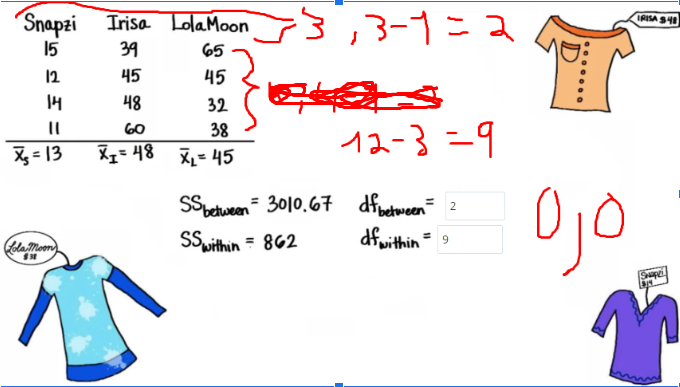 Snapzi Irisa LolaMoon
15 39 65
12 45 45
14 48 32
11 60 38
x̄S = 13 x̄I = 48 x̄L = 45
3, 3-1 = 2
12-3 = 9
IRISA $48
SSbetween = 3010.67 dfbetween = 2
SSwithin = 862 dfwithin = 9
0,0
LolaMoon
$38
Snapzi
$14